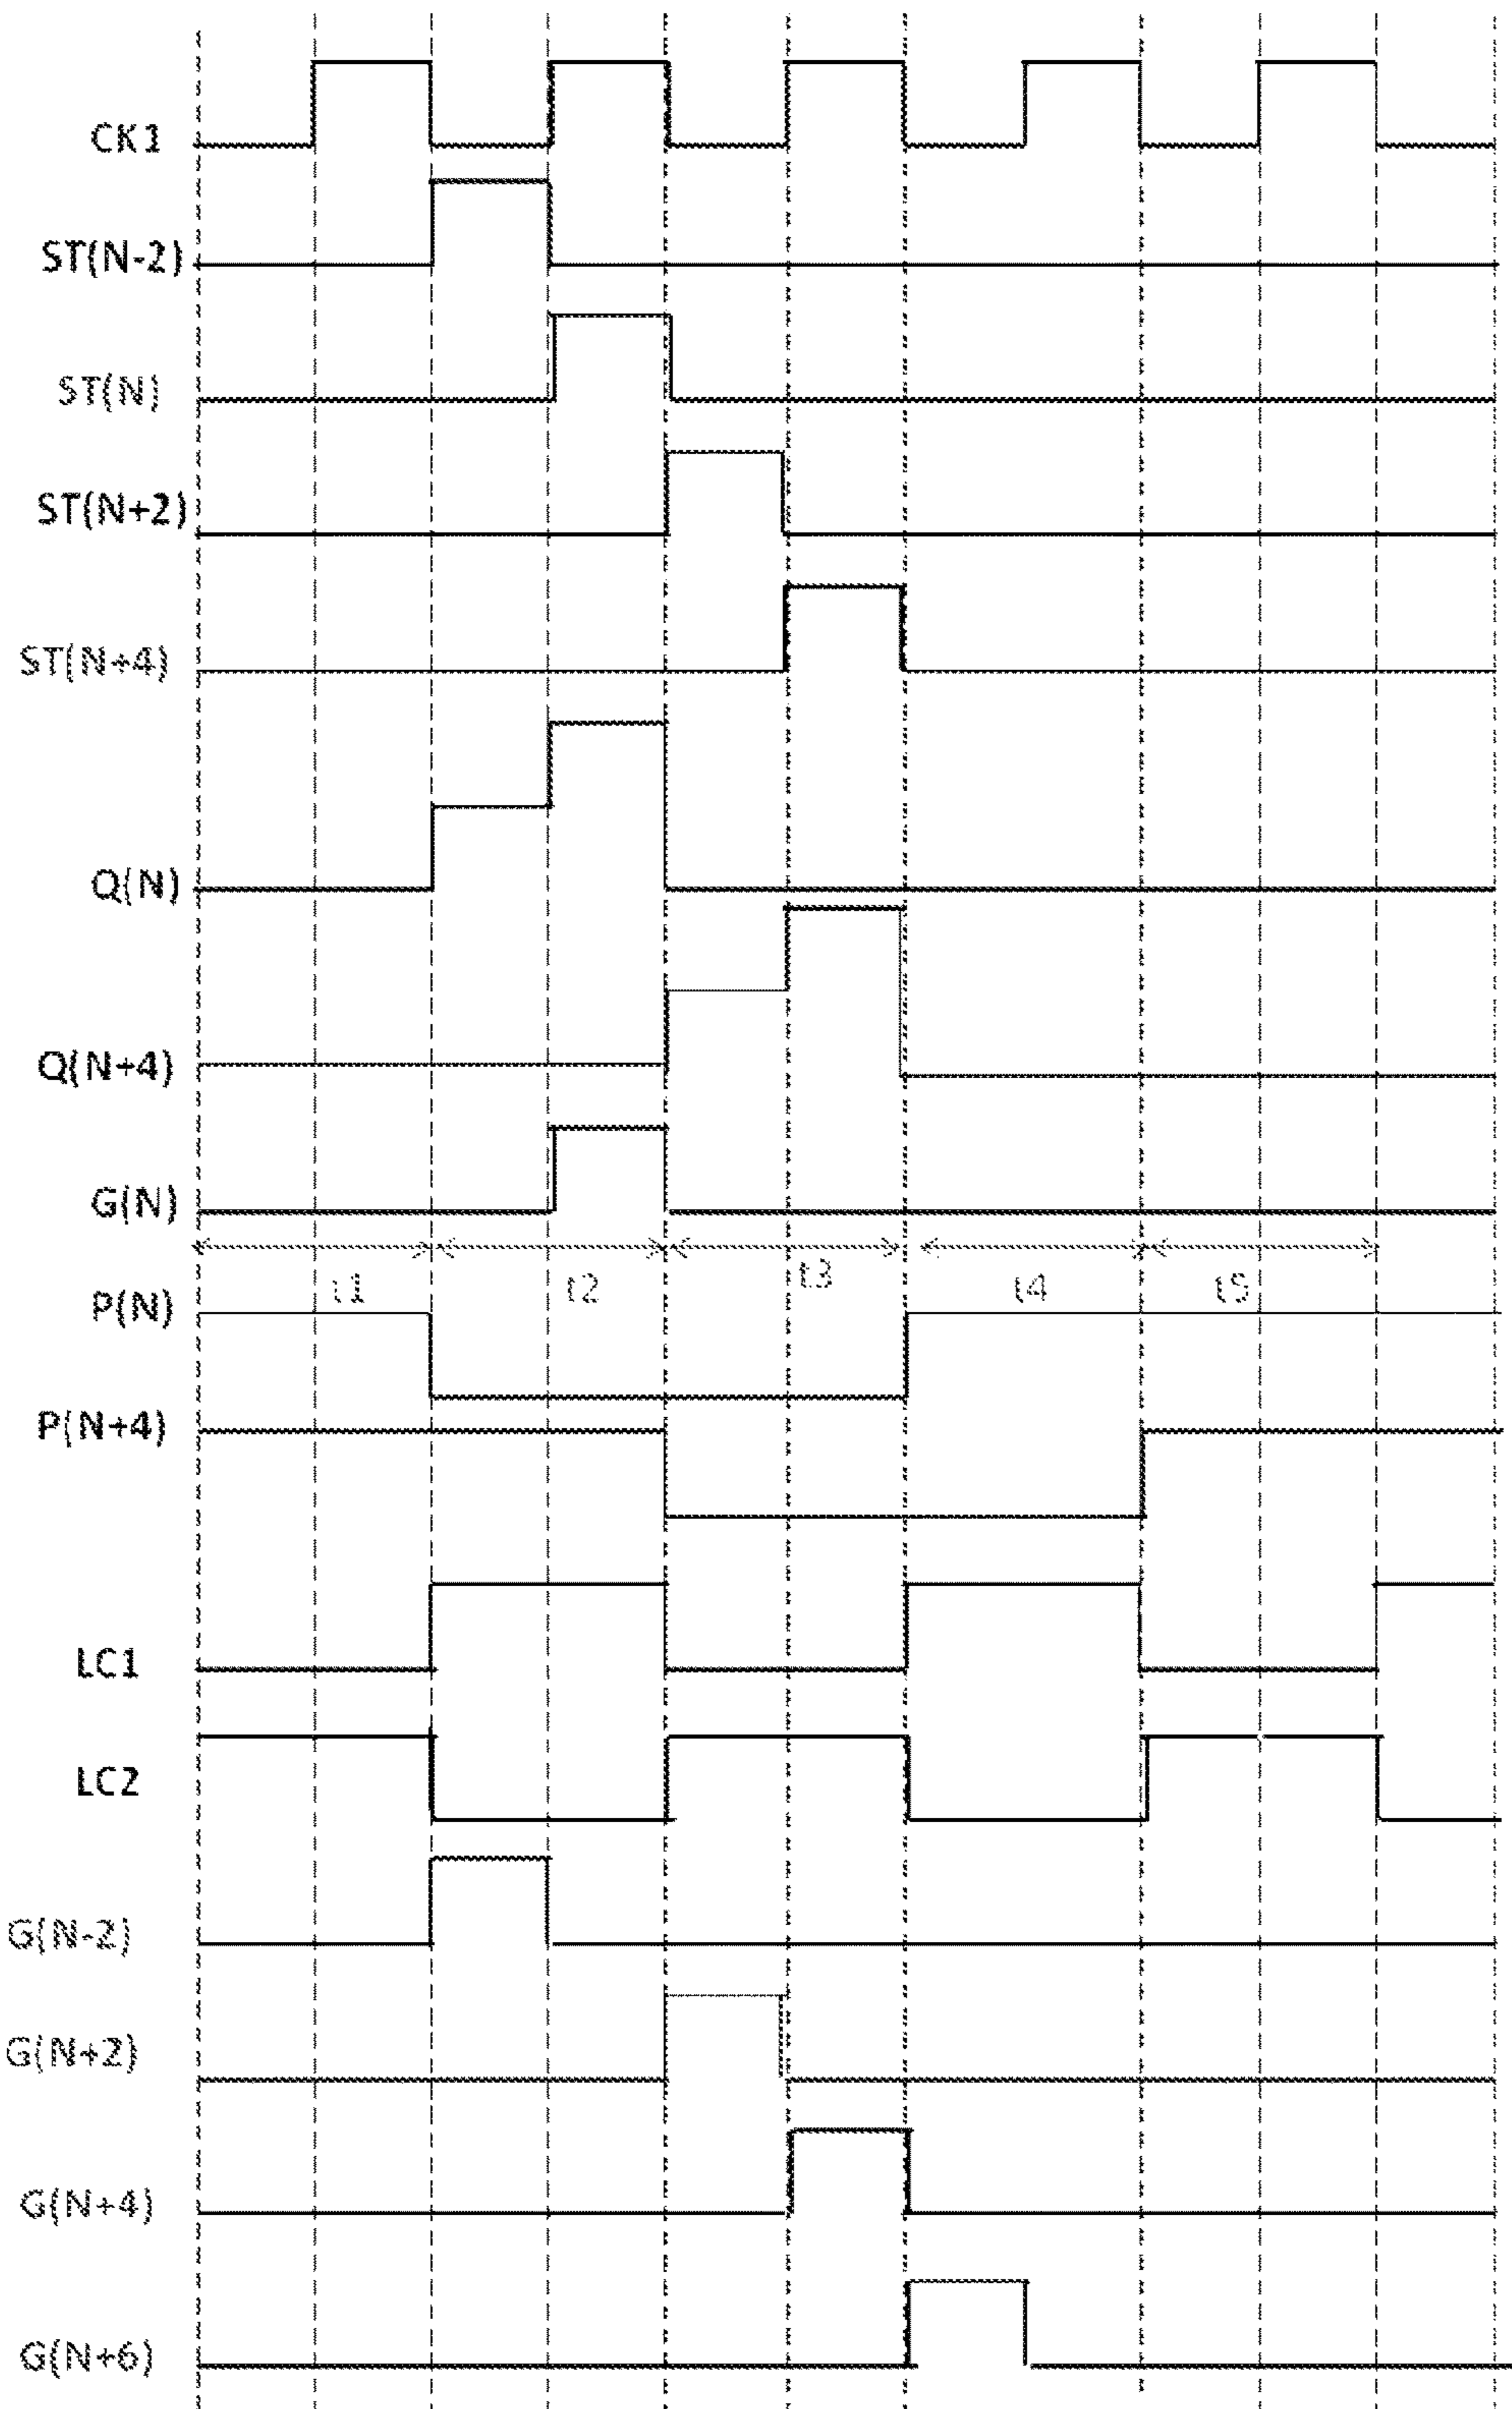 CK1
ST(N-2)
ST(N)
ST(N+2)
ST(N+4)
Q(N)
Q(N+4)
G(N)
t1 t2 t3 t4 t5
P(N)
P(N+4)
LC1
LC2
G(N-2)
G(N+2)
G(N+4)
G(N+6)